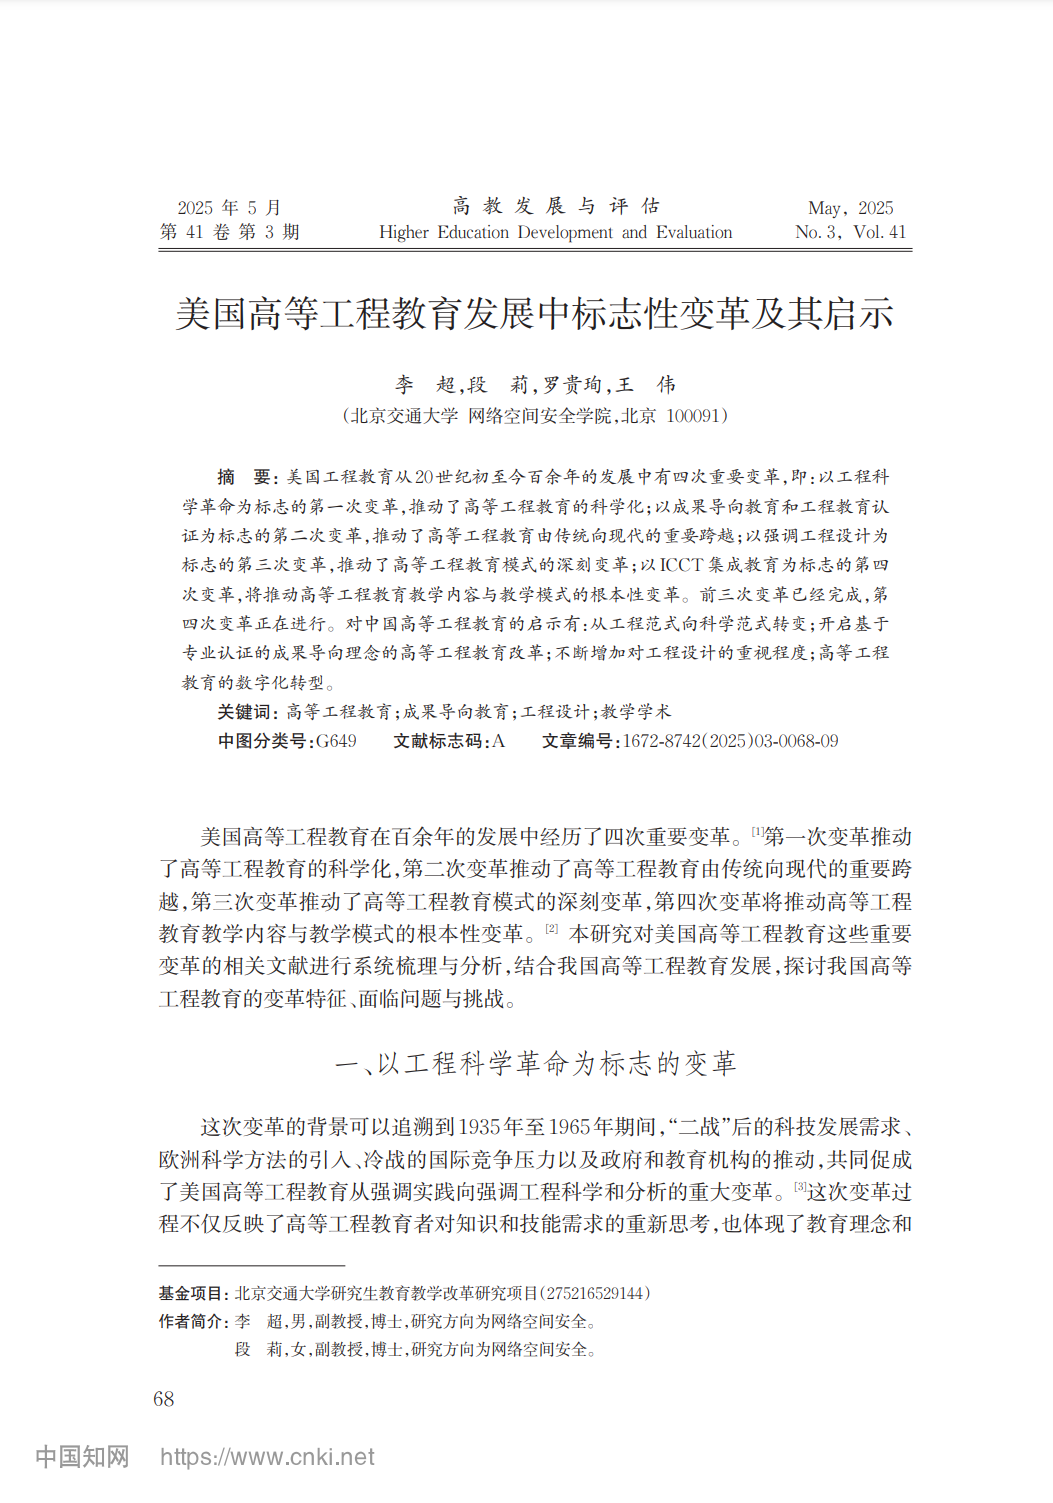 2025 年 5 月
第 41 卷 第 3 期
高 教 发 展 与 评 估
Higher Education Development and Evaluation
May, 2025
No. 3, Vol. 41
美国高等工程教育发展中标志性变革及其启示
李　超,段　莉,罗贵珣,王　伟
(北京交通大学 网络空间安全学院,北京 100091)
摘　要: 美国工程教育从20世纪初至今百余年的发展中有四次重要变革,即:以工程科
学革命为标志的第一次变革,推动了高等工程教育的科学化;以成果导向教育和工程教育认
证为标志的第二次变革,推动了高等工程教育由传统向现代的重要跨越;以强调工程设计为
标志的第三次变革,推动了高等工程教育模式的深刻变革;以ICCT集成教育为标志的第四
次变革,将推动高等工程教育教学内容与教学模式的根本性变革。前三次变革已经完成,第
四次变革正在进行。对中国高等工程教育的启示有:从工程范式向科学范式转变;开启基于
专业认证的成果导向理念的高等工程教育改革;不断增加对工程设计的重视程度;高等工程
教育的数字化转型。
关键词: 高等工程教育;成果导向教育;工程设计;教学学术
中图分类号:G649　　文献标志码:A　　文章编号:1672-8742(2025)03-0068-09
美国高等工程教育在百余年的发展中经历了四次重要变革。[1]第一次变革推动
了高等工程教育的科学化,第二次变革推动了高等工程教育由传统向现代的重要跨
越,第三次变革推动了高等工程教育模式的深刻变革,第四次变革将推动高等工程
教育教学内容与教学模式的根本性变革。[2] 本研究对美国高等工程教育这些重要
变革的相关文献进行系统梳理与分析,结合我国高等工程教育发展,探讨我国高等
工程教育的变革特征、面临问题与挑战。
一、以工程科学革命为标志的变革
这次变革的背景可以追溯到1935年至1965年期间,“二战”后的科技发展需求、
欧洲科学方法的引入、冷战的国际竞争压力以及政府和教育机构的推动,共同促成
了美国高等工程教育从强调实践向强调工程科学和分析的重大变革。[3]这次变革过
程不仅反映了高等工程教育者对知识和技能需求的重新思考,也体现了教育理念和
基金项目: 北京交通大学研究生教育教学改革研究项目(275216529144)
作者简介: 李　超,男,副教授,博士,研究方向为网络空间安全。
段　莉,女,副教授,博士,研究方向为网络空间安全。
68
中国知网　https://www.cnki.net